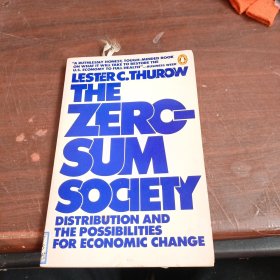 "A RUTHLESSLY HONEST, TOUGH-MINDED BOOK
ON WHAT IT WILL TAKE TO RESTORE THE
U.S. ECONOMY TO FULL HEALTH"—BUSINESS WEEK
LESTER C. THUROW
THE
ZERO-
SUM
SOCIETY
DISTRIBUTION AND
THE POSSIBILITIES
FOR ECONOMIC CHANGE